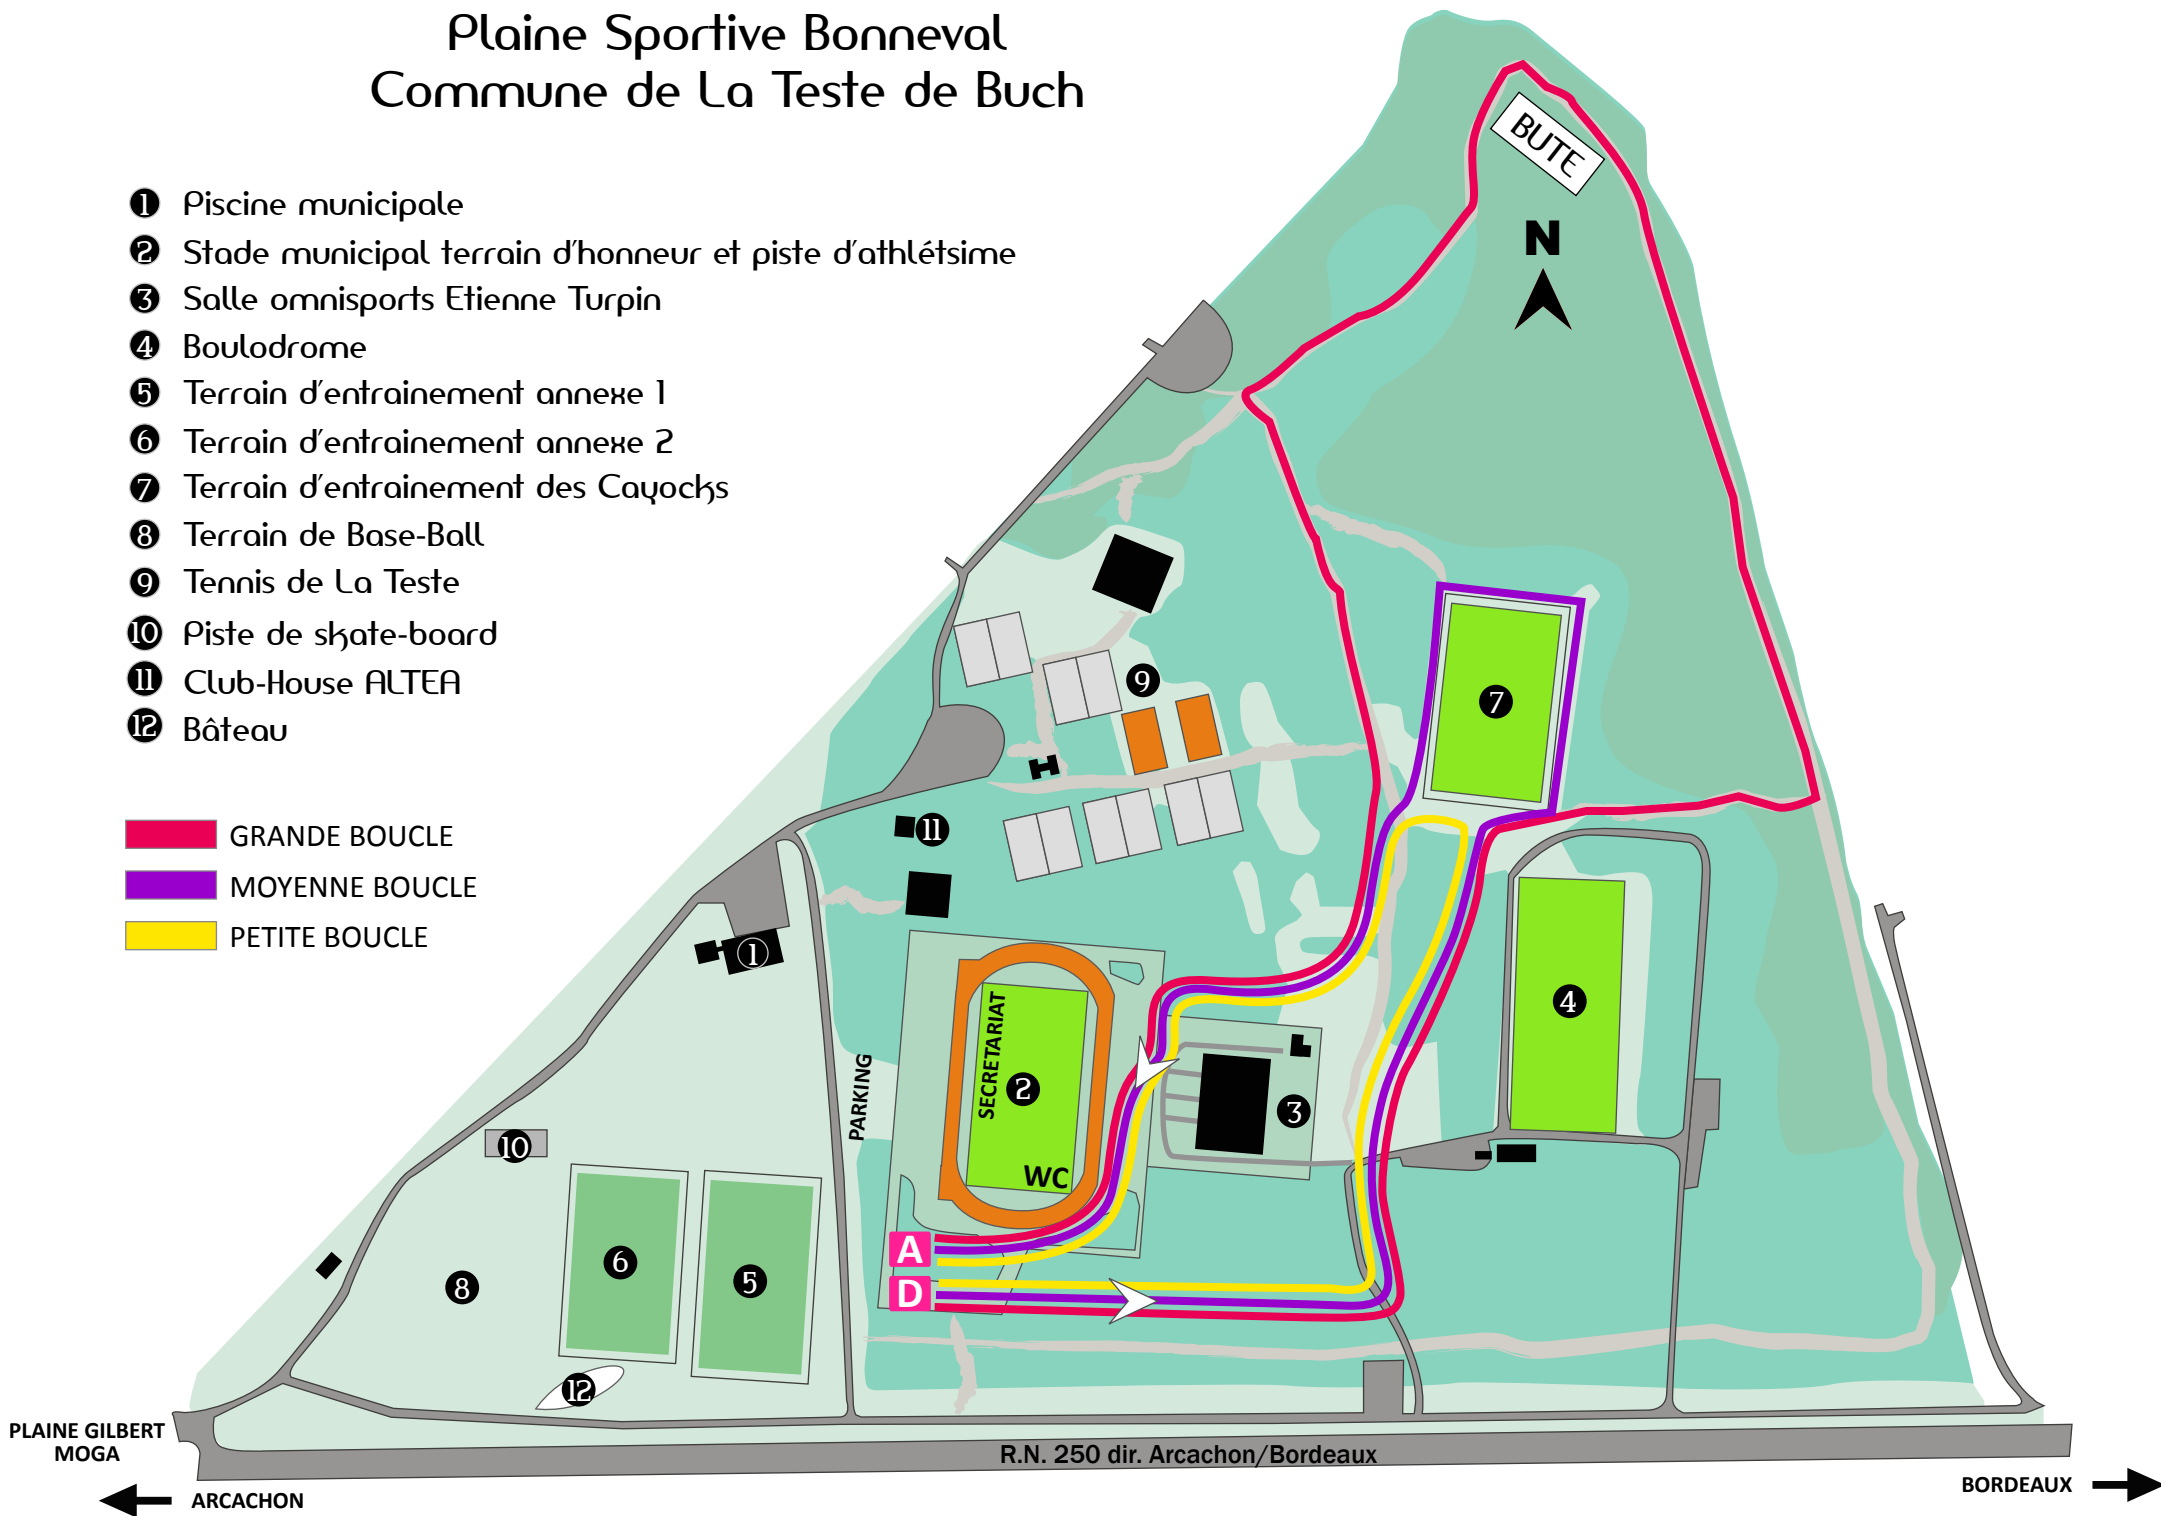 Plaine Sportive Bonneval
Commune de La Teste de Buch
1 Piscine municipale
2 Stade municipal terrain d'honneur et piste d'athlétsime
3 Salle omnisports Etienne Turpin
4 Boulodrome
5 Terrain d'entrainement annexe 1
6 Terrain d'entrainement annexe 2
7 Terrain d'entrainement des Cayocks
8 Terrain de Base-Ball
9 Tennis de La Teste
10 Piste de skate-board
11 Club-House ALTEA
12 Bâteau
GRANDE BOUCLE
MOYENNE BOUCLE
PETITE BOUCLE
BUTE
N
9
7
11
1
4
SECRETARIAT
2
PARKING
3
10
WC
A
6
5
8
D
12
PLAINE GILBERT
MOGA
R.N. 250 dir. Arcachon/Bordeaux
ARCACHON
BORDEAUX